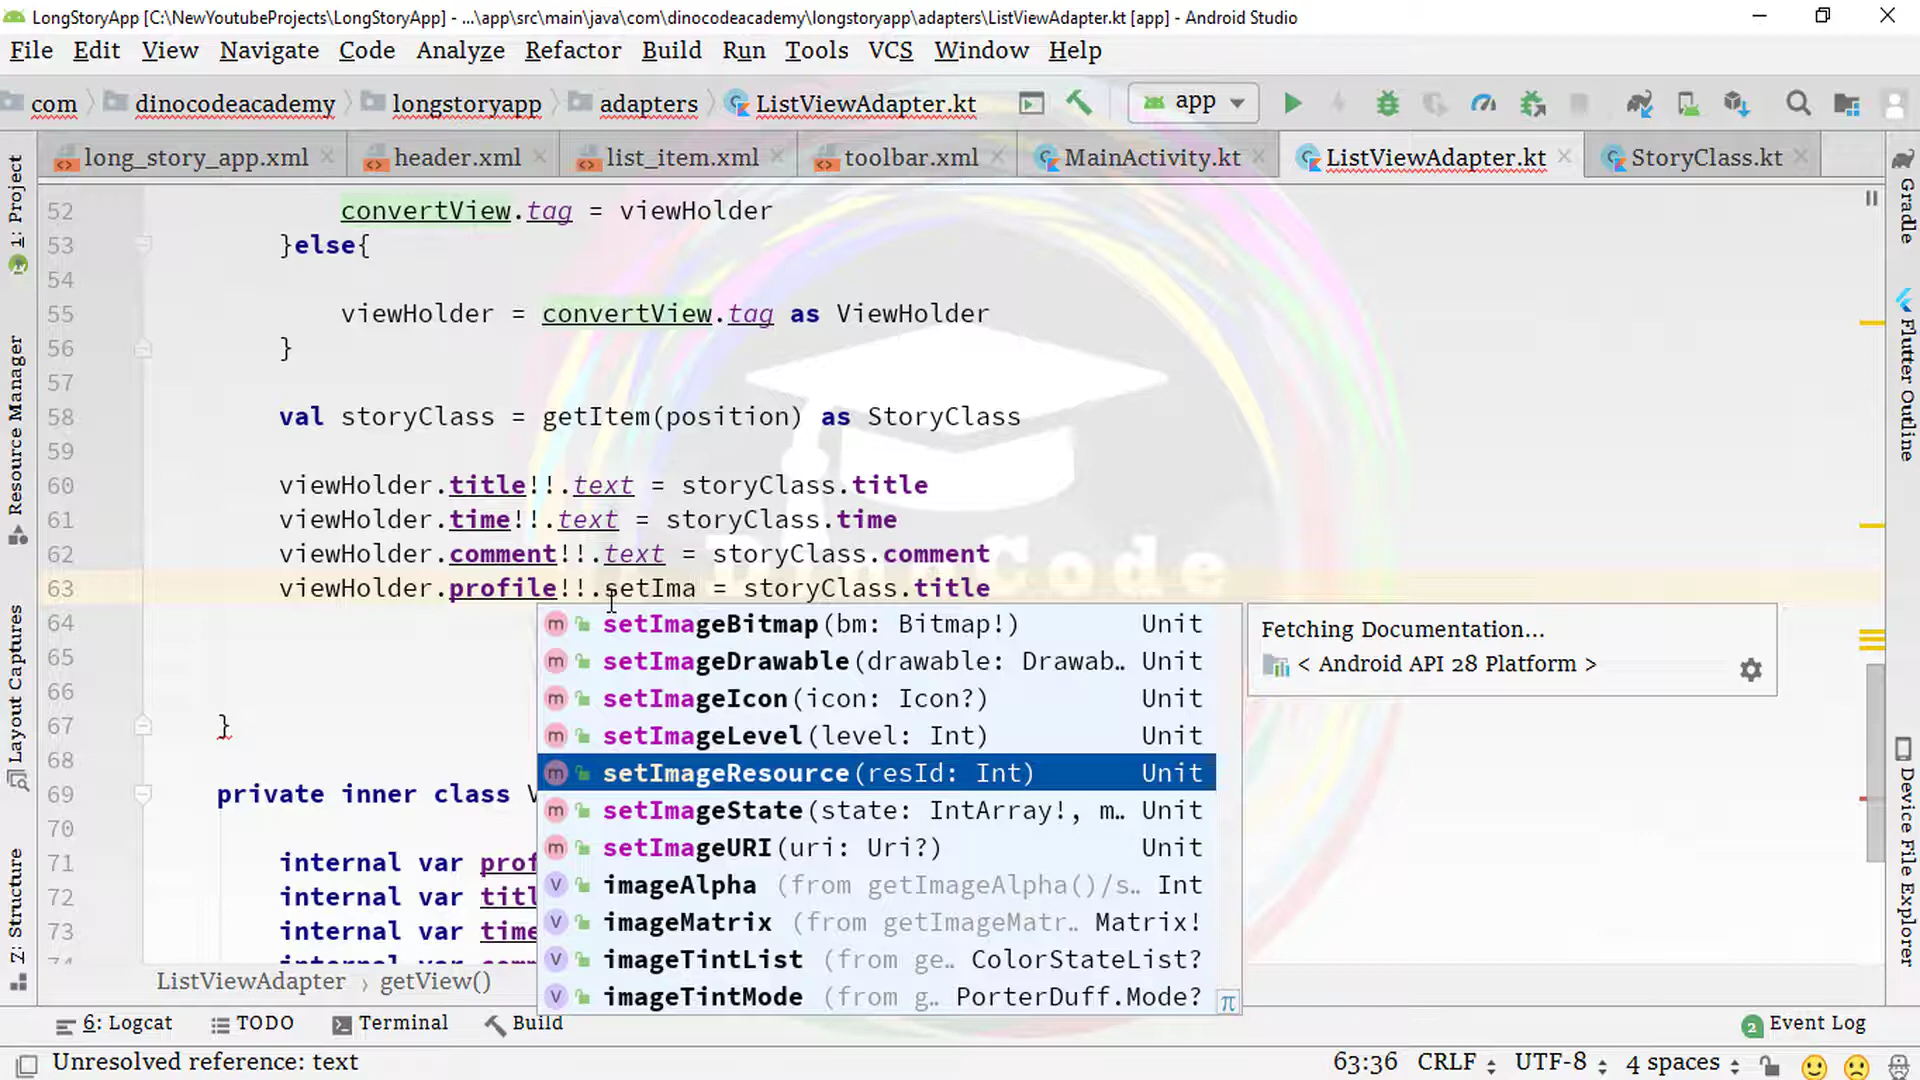 LongStoryApp [C:\NewYoutubeProjects\LongStoryApp] - ...\app\src\main\java\com\dinocodeacademy\longstoryapp\adapters\ListViewAdapter.kt [app] - Android Studio
File Edit View Navigate Code Analyze Refactor Build Run Tools VCS Window Help
com dinocodeacademy longstoryapp adapters ListViewAdapter.kt app
long_story_app.xml header.xml list_item.xml toolbar.xml MainActivity.kt ListViewAdapter.kt StoryClass.kt
1: Project
Resource Manager
Layout Captures
Z: Structure
52 convertView.tag = viewHolder
53 }else{
54
55 viewHolder = convertView.tag as ViewHolder
56 }
57
58 val storyClass = getItem(position) as StoryClass
59
60 viewHolder.title!!.text = storyClass.title
61 viewHolder.time!!.text = storyClass.time
62 viewHolder.comment!!.text = storyClass.comment
DinoCode
63 viewHolder.profile!!.setIma = storyClass.title
64
65
66
67 }
68
69 private inner class V
70
71 internal var prof
72 internal var titl
73 internal var time
74 internal var com
setImageBitmap(bm: Bitmap!) Unit
setImageDrawable(drawable: Drawab… Unit
setImageIcon(icon: Icon?) Unit
setImageLevel(level: Int) Unit
setImageResource(resId: Int) Unit
setImageState(state: IntArray!, m… Unit
setImageURI(uri: Uri?) Unit
imageAlpha (from getImageAlpha()/s… Int
imageMatrix (from getImageMatr… Matrix!
imageTintList (from ge… ColorStateList?
imageTintMode (from g… PorterDuff.Mode?
π
Fetching Documentation...
< Android API 28 Platform >
Gradle
Flutter Outline
Device File Explorer
ListViewAdapter › getView()
6: Logcat TODO Terminal Build 2 Event Log
Unresolved reference: text 63:36 CRLF UTF-8 4 spaces